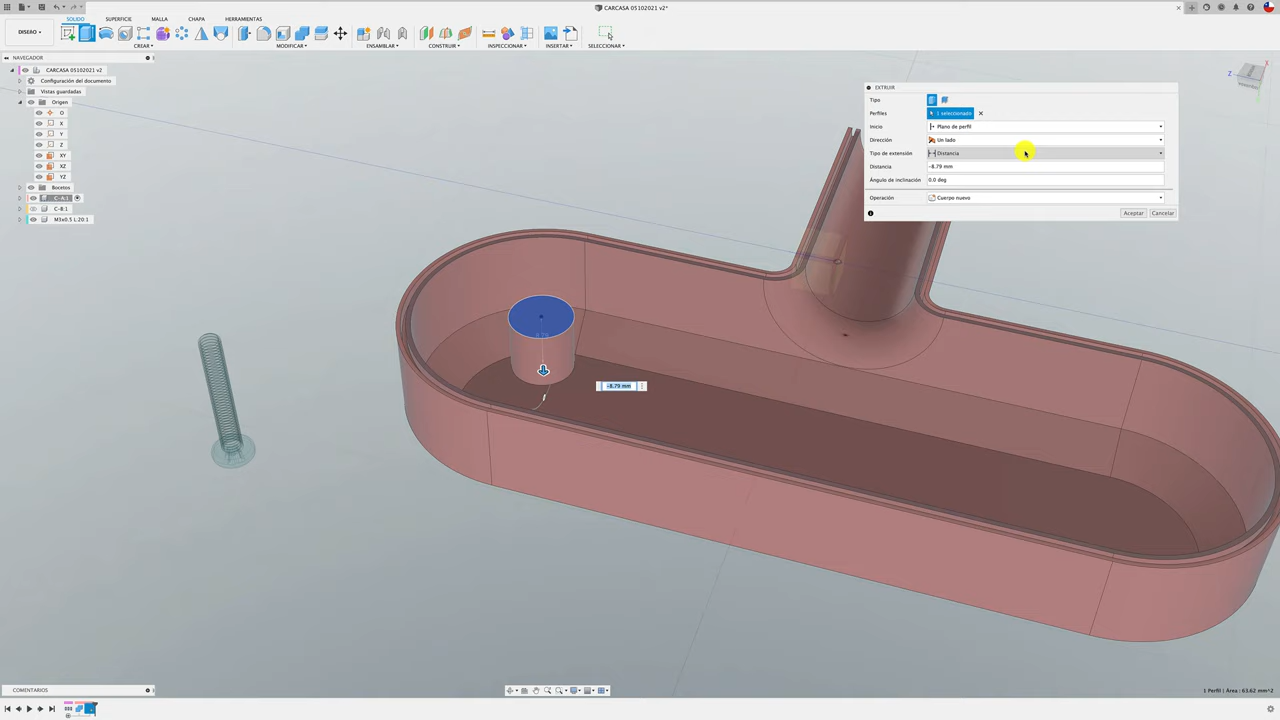 CARCASA 05102021 v2*
DISEÑO
SÓLIDO
SUPERFICIE
MALLA
CHAPA
HERRAMIENTAS
CREAR
MODIFICAR
ENSAMBLAR
CONSTRUIR
INSPECCIONAR
INSERTAR
SELECCIONAR
NAVEGADOR
CARCASA 05102021 v2
Configuración del documento
Vistas guardadas
Origen
O
X
Y
Z
XY
XZ
YZ
Bocetos
C-A:1
C-B:1
M3x0.5 L 20:1
EXTRUIR
Tipo
Perfiles
1 seleccionado
Inicio
Plano de perfil
Dirección
Un lado
Tipo de extensión
Distancia
Distancia
-8.79 mm
Ángulo de inclinación
0.0 deg
Operación
Cuerpo nuevo
Aceptar
Cancelar
X
Z
-8.79 mm
COMENTARIOS
1 Perfil | Área : 63.62 mm^2